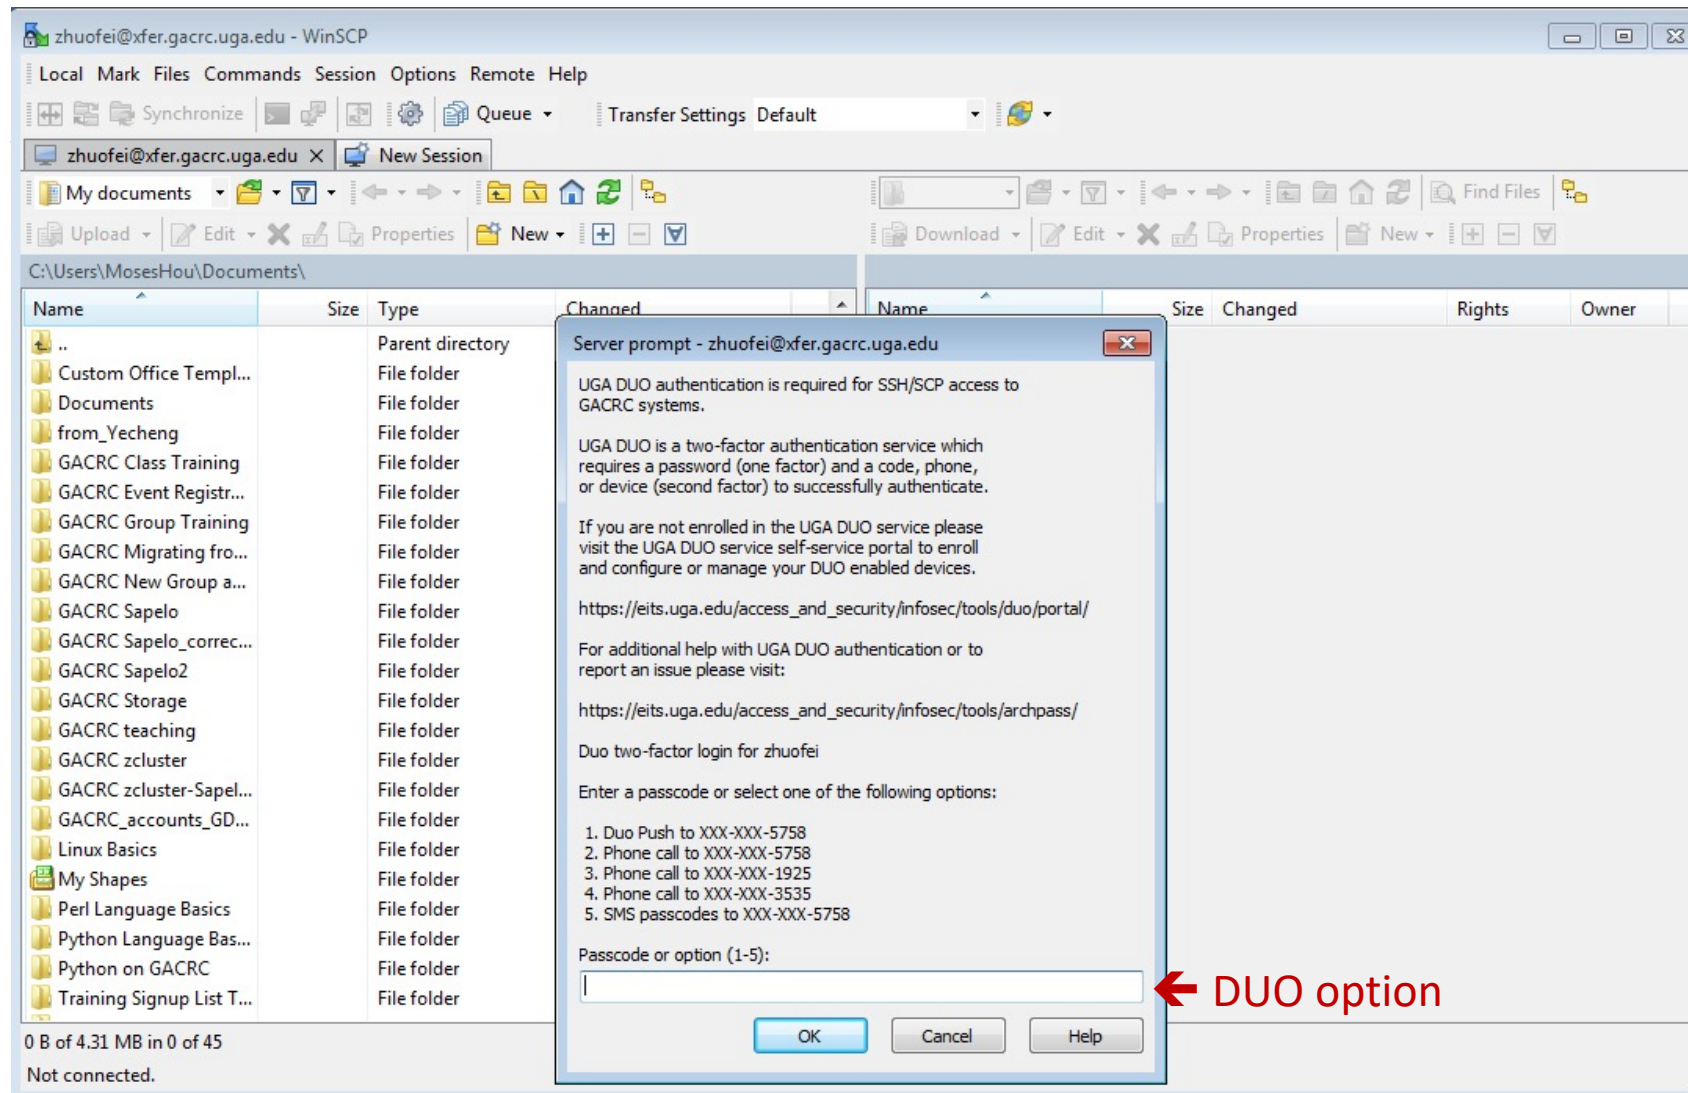 zhuofei@xfer.gacrc.uga.edu - WinSCP
Local Mark Files Commands Session Options Remote Help
Synchronize Queue Transfer Settings Default
zhuofei@xfer.gacrc.uga.edu New Session
My documents Find Files
Upload Edit Properties New Download Edit Properties New
C:\Users\MosesHou\Documents\
Name Size Type Changed Name Size Changed Rights Owner
.. Parent directory
Custom Office Templ... File folder
Documents File folder
from_Yecheng File folder
GACRC Class Training File folder
GACRC Event Registr... File folder
GACRC Group Training File folder
GACRC Migrating fro... File folder
GACRC New Group a... File folder
GACRC Sapelo File folder
GACRC Sapelo_correc... File folder
GACRC Sapelo2 File folder
GACRC Storage File folder
GACRC teaching File folder
GACRC zcluster File folder
GACRC zcluster-Sapel... File folder
GACRC_accounts_GD... File folder
Linux Basics File folder
My Shapes File folder
Perl Language Basics File folder
Python Language Bas... File folder
Python on GACRC File folder
Training Signup List T... File folder
0 B of 4.31 MB in 0 of 45
Not connected.
Server prompt - zhuofei@xfer.gacrc.uga.edu
UGA DUO authentication is required for SSH/SCP access to
GACRC systems.
UGA DUO is a two-factor authentication service which
requires a password (one factor) and a code, phone,
or device (second factor) to successfully authenticate.
If you are not enrolled in the UGA DUO service please
visit the UGA DUO service self-service portal to enroll
and configure or manage your DUO enabled devices.
https://eits.uga.edu/access_and_security/infosec/tools/duo/portal/
For additional help with UGA DUO authentication or to
report an issue please visit:
https://eits.uga.edu/access_and_security/infosec/tools/archpass/
Duo two-factor login for zhuofei
Enter a passcode or select one of the following options:
1. Duo Push to XXX-XXX-5758
2. Phone call to XXX-XXX-5758
3. Phone call to XXX-XXX-1925
4. Phone call to XXX-XXX-3535
5. SMS passcodes to XXX-XXX-5758
Passcode or option (1-5):
OK Cancel Help
DUO option